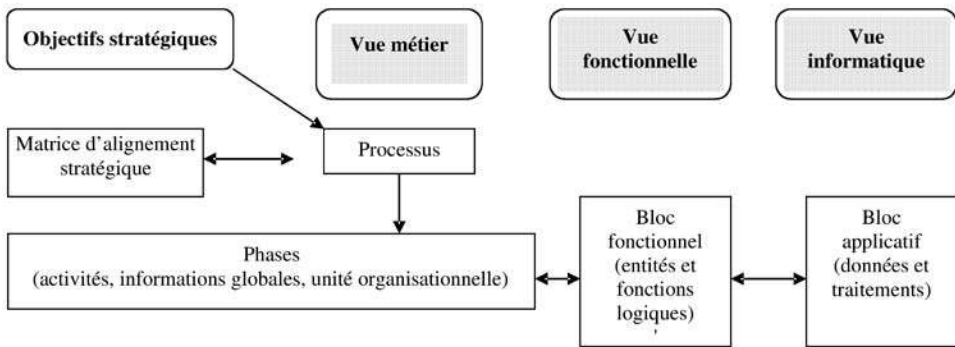 Objectifs stratégiques
Vue métier
Vue
fonctionnelle
Vue
informatique
Matrice d'alignement
stratégique
Processus
Phases
(activités, informations globales, unité organisationnelle)
Bloc
fonctionnel
(entités et
fonctions
logiques)
Bloc
applicatif
(données et
traitements)